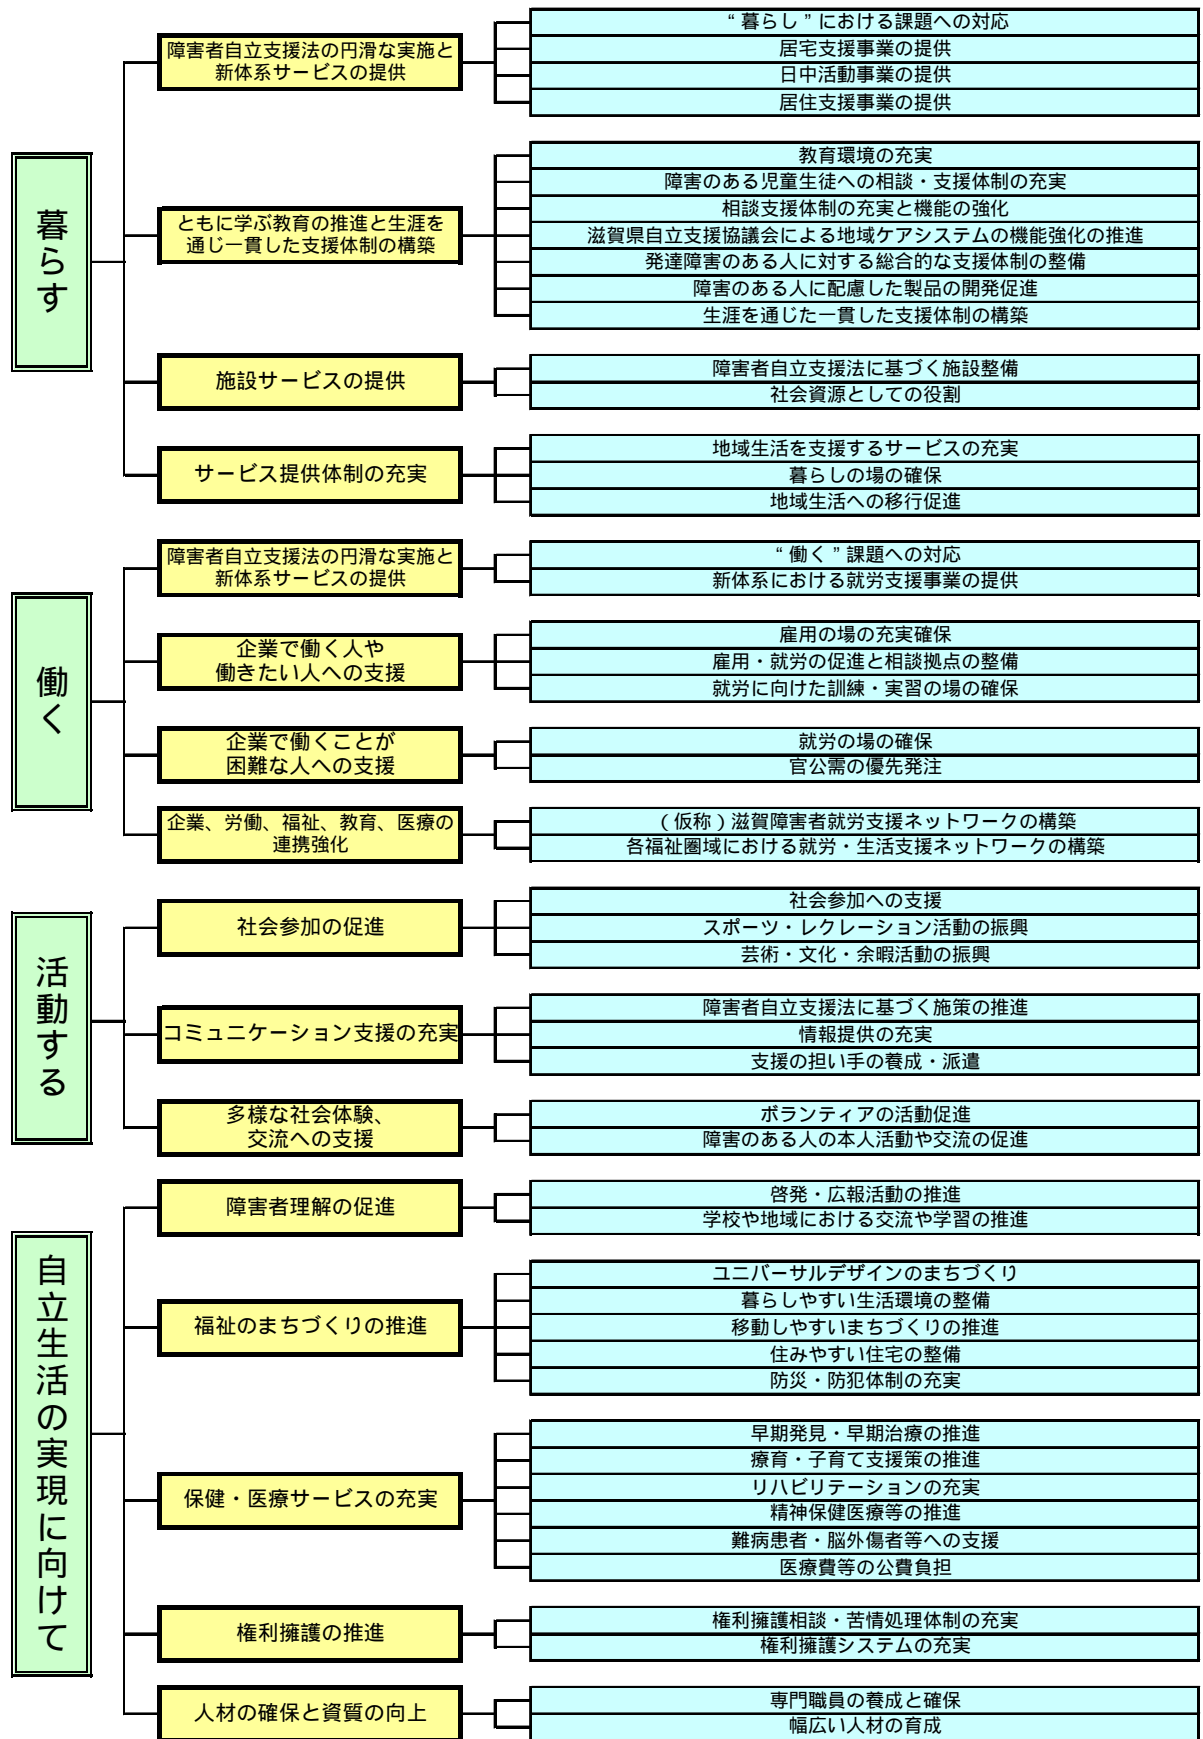 暮らす
障害者自立支援法の円滑な実施と
新体系サービスの提供
“暮らし”における課題への対応
居宅支援事業の提供
日中活動事業の提供
居住支援事業の提供
ともに学ぶ教育の推進と生涯を
通じ一貫した支援体制の構築
教育環境の充実
障害のある児童生徒への相談・支援体制の充実
相談支援体制の充実と機能の強化
滋賀県自立支援協議会による地域ケアシステムの機能強化の推進
発達障害のある人に対する総合的な支援体制の整備
障害のある人に配慮した製品の開発促進
生涯を通じた一貫した支援体制の構築
施設サービスの提供
障害者自立支援法に基づく施設整備
社会資源としての役割
サービス提供体制の充実
地域生活を支援するサービスの充実
暮らしの場の確保
地域生活への移行促進
働く
障害者自立支援法の円滑な実施と
新体系サービスの提供
“働く”課題への対応
新体系における就労支援事業の提供
企業で働く人や
働きたい人への支援
雇用の場の充実確保
雇用・就労の促進と相談拠点の整備
就労に向けた訓練・実習の場の確保
企業で働くことが
困難な人への支援
就労の場の確保
官公需の優先発注
企業、労働、福祉、教育、医療の
連携強化
（仮称）滋賀障害者就労支援ネットワークの構築
各福祉圏域における就労・生活支援ネットワークの構築
活動する
社会参加の促進
社会参加への支援
スポーツ・レクレーション活動の振興
芸術・文化・余暇活動の振興
コミュニケーション支援の充実
障害者自立支援法に基づく施策の推進
情報提供の充実
支援の担い手の養成・派遣
多様な社会体験、
交流への支援
ボランティアの活動促進
障害のある人の本人活動や交流の促進
自立生活の実現に向けて
障害者理解の促進
啓発・広報活動の推進
学校や地域における交流や学習の推進
福祉のまちづくりの推進
ユニバーサルデザインのまちづくり
暮らしやすい生活環境の整備
移動しやすいまちづくりの推進
住みやすい住宅の整備
防災・防犯体制の充実
保健・医療サービスの充実
早期発見・早期治療の推進
療育・子育て支援策の推進
リハビリテーションの充実
精神保健医療等の推進
難病患者・脳外傷者等への支援
医療費等の公費負担
権利擁護の推進
権利擁護相談・苦情処理体制の充実
権利擁護システムの充実
人材の確保と資質の向上
専門職員の養成と確保
幅広い人材の育成